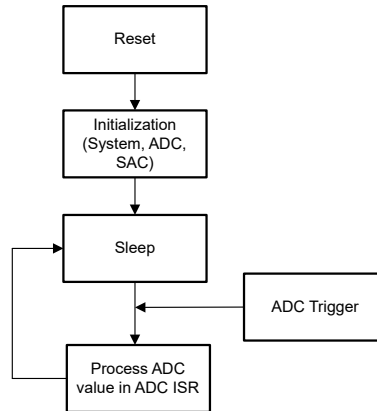 Reset
Initialization
(System, ADC,
SAC)
Sleep
ADC Trigger
Process ADC
value in ADC ISR